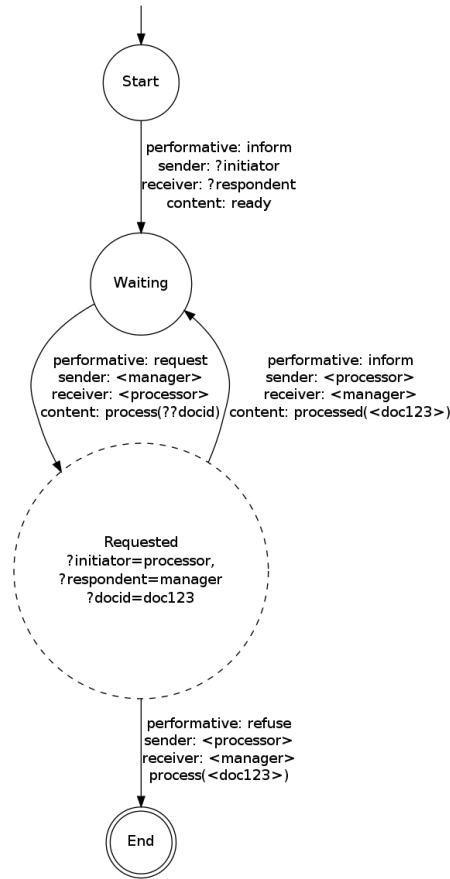 Start
performative: inform
sender: ?initiator
receiver: ?respondent
content: ready
Waiting
performative: request
sender: <manager>
receiver: <processor>
content: process(??docid)
performative: inform
sender: <processor>
receiver: <manager>
content: processed(<doc123>)
Requested
?initiator=processor,
?respondent=manager
?docid=doc123
performative: refuse
sender: <processor>
receiver: <manager>
process(<doc123>)
End